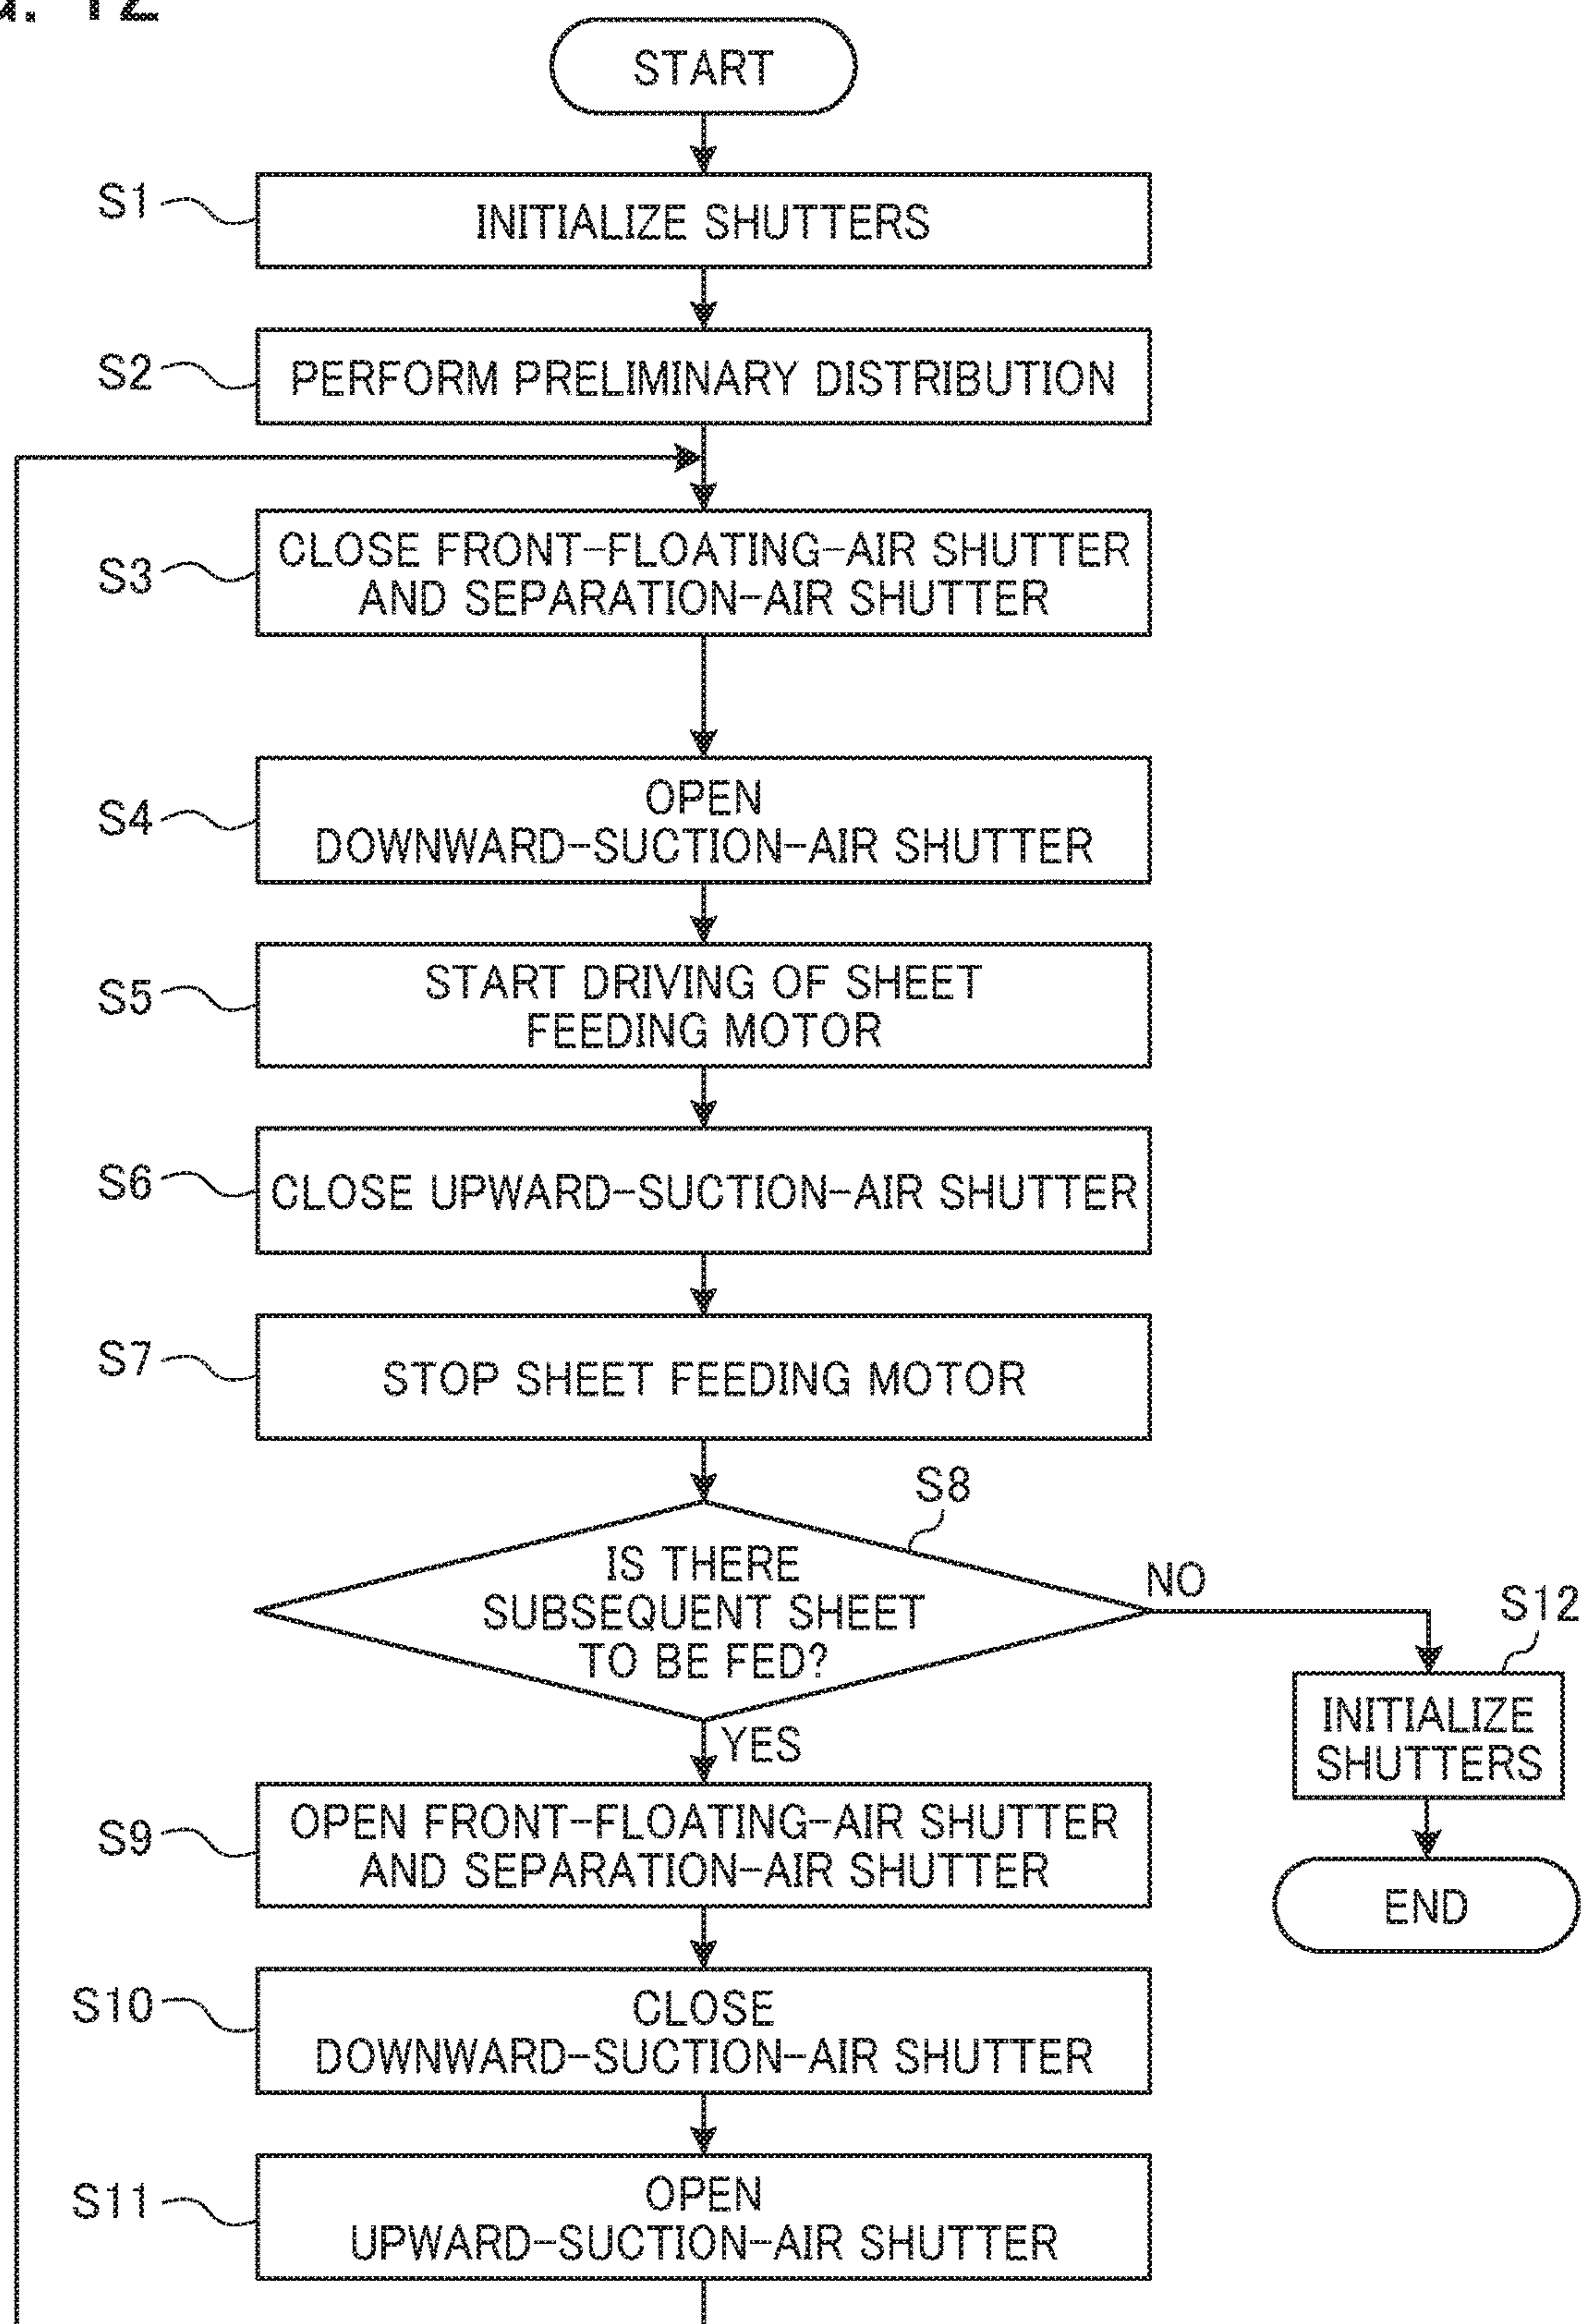 START
S1
INITIALIZE SHUTTERS
S2
PERFORM PRELIMINARY DISTRIBUTION
S3
CLOSE FRONT-FLOATING-AIR SHUTTER
AND SEPARATION-AIR SHUTTER
S4
OPEN
DOWNWARD-SUCTION-AIR SHUTTER
S5
START DRIVING OF SHEET
FEEDING MOTOR
S6
CLOSE UPWARD-SUCTION-AIR SHUTTER
S7
STOP SHEET FEEDING MOTOR
S8
IS THERE
SUBSEQUENT SHEET
TO BE FED?
NO
S12
INITIALIZE
SHUTTERS
END
YES
S9
OPEN FRONT-FLOATING-AIR SHUTTER
AND SEPARATION-AIR SHUTTER
S10
CLOSE
DOWNWARD-SUCTION-AIR SHUTTER
S11
OPEN
UPWARD-SUCTION-AIR SHUTTER